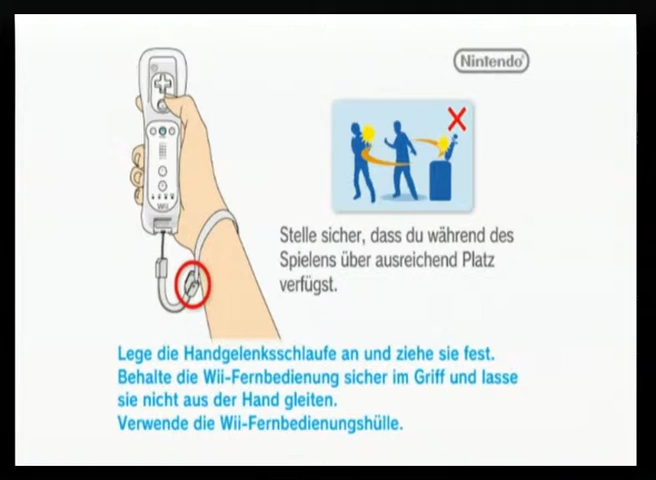 Nintendo
Wii
Stelle sicher, dass du während des
Spielens über ausreichend Platz
verfügst.
Lege die Handgelenksschlaufe an und ziehe sie fest.
Behalte die Wii-Fernbedienung sicher im Griff und lasse
sie nicht aus der Hand gleiten.
Verwende die Wii-Fernbedienungshülle.